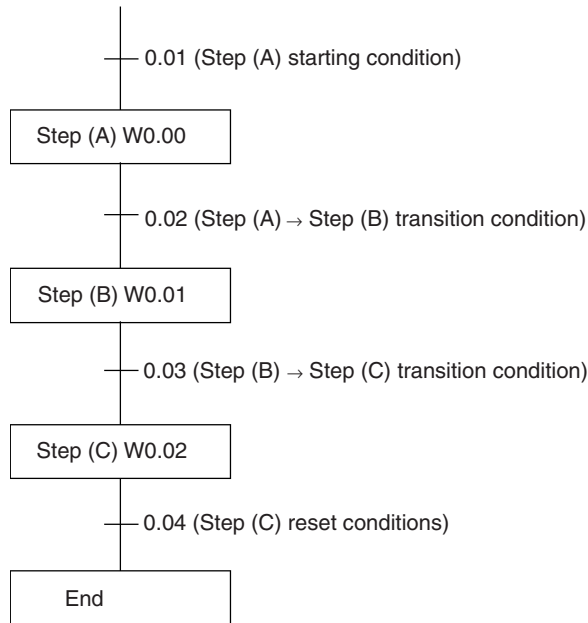 0.01 (Step (A) starting condition)
Step (A) W0.00
0.02 (Step (A) → Step (B) transition condition)
Step (B) W0.01
0.03 (Step (B) → Step (C) transition condition)
Step (C) W0.02
0.04 (Step (C) reset conditions)
End